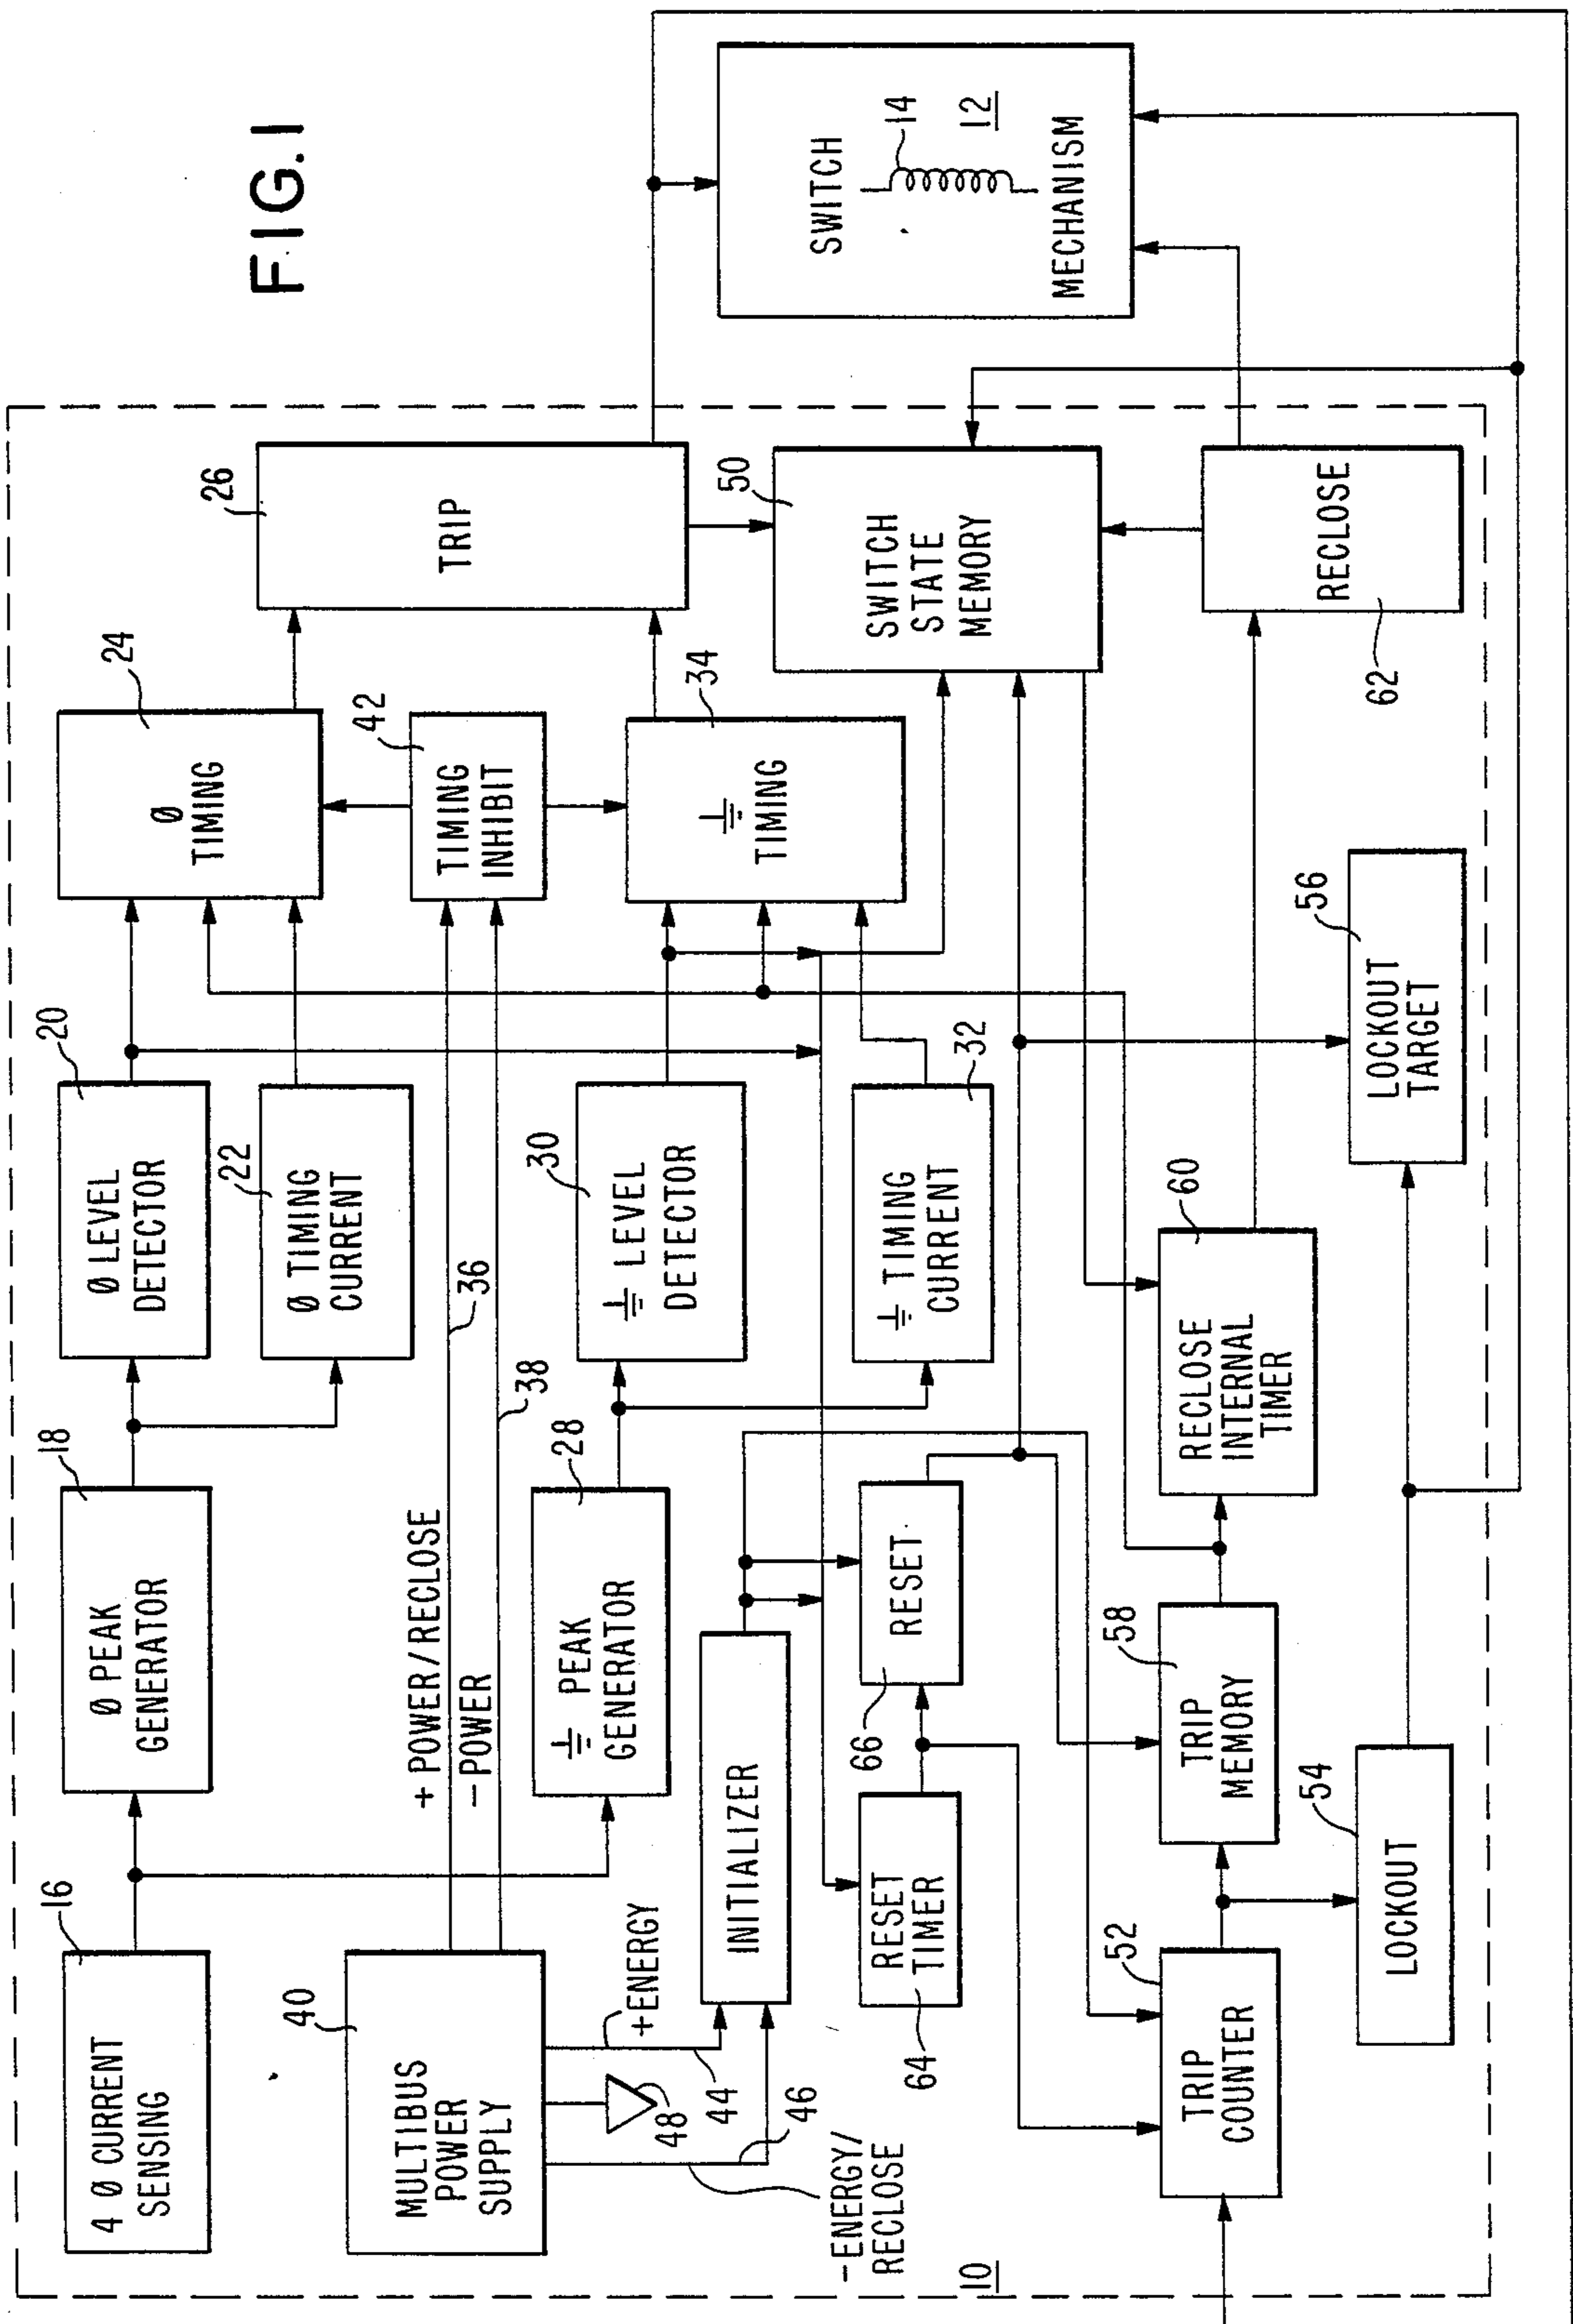 FIG. 1
4 Ø CURRENT
SENSING
16
Ø PEAK
GENERATOR
18
Ø LEVEL
DETECTOR
20
Ø TIMING
CURRENT
22
Ø
TIMING
24
TRIP
26
MULTIBUS
POWER
SUPPLY
40
+ POWER/RECLOSE
36
- POWER
38
TIMING
INHIBIT
42
⏚ PEAK
GENERATOR
28
⏚ LEVEL
DETECTOR
30
⏚ TIMING
CURRENT
32
⏚
TIMING
34
+ENERGY
44
48
46
-ENERGY/
RECLOSE
INITIALIZER
RESET
TIMER
64
RESET
66
SWITCH
STATE
MEMORY
50
SWITCH
14
12
MECHANISM
TRIP
COUNTER
52
TRIP
MEMORY
58
RECLOSE
INTERNAL
TIMER
60
RECLOSE
62
LOCKOUT
54
LOCKOUT
TARGET
56
10